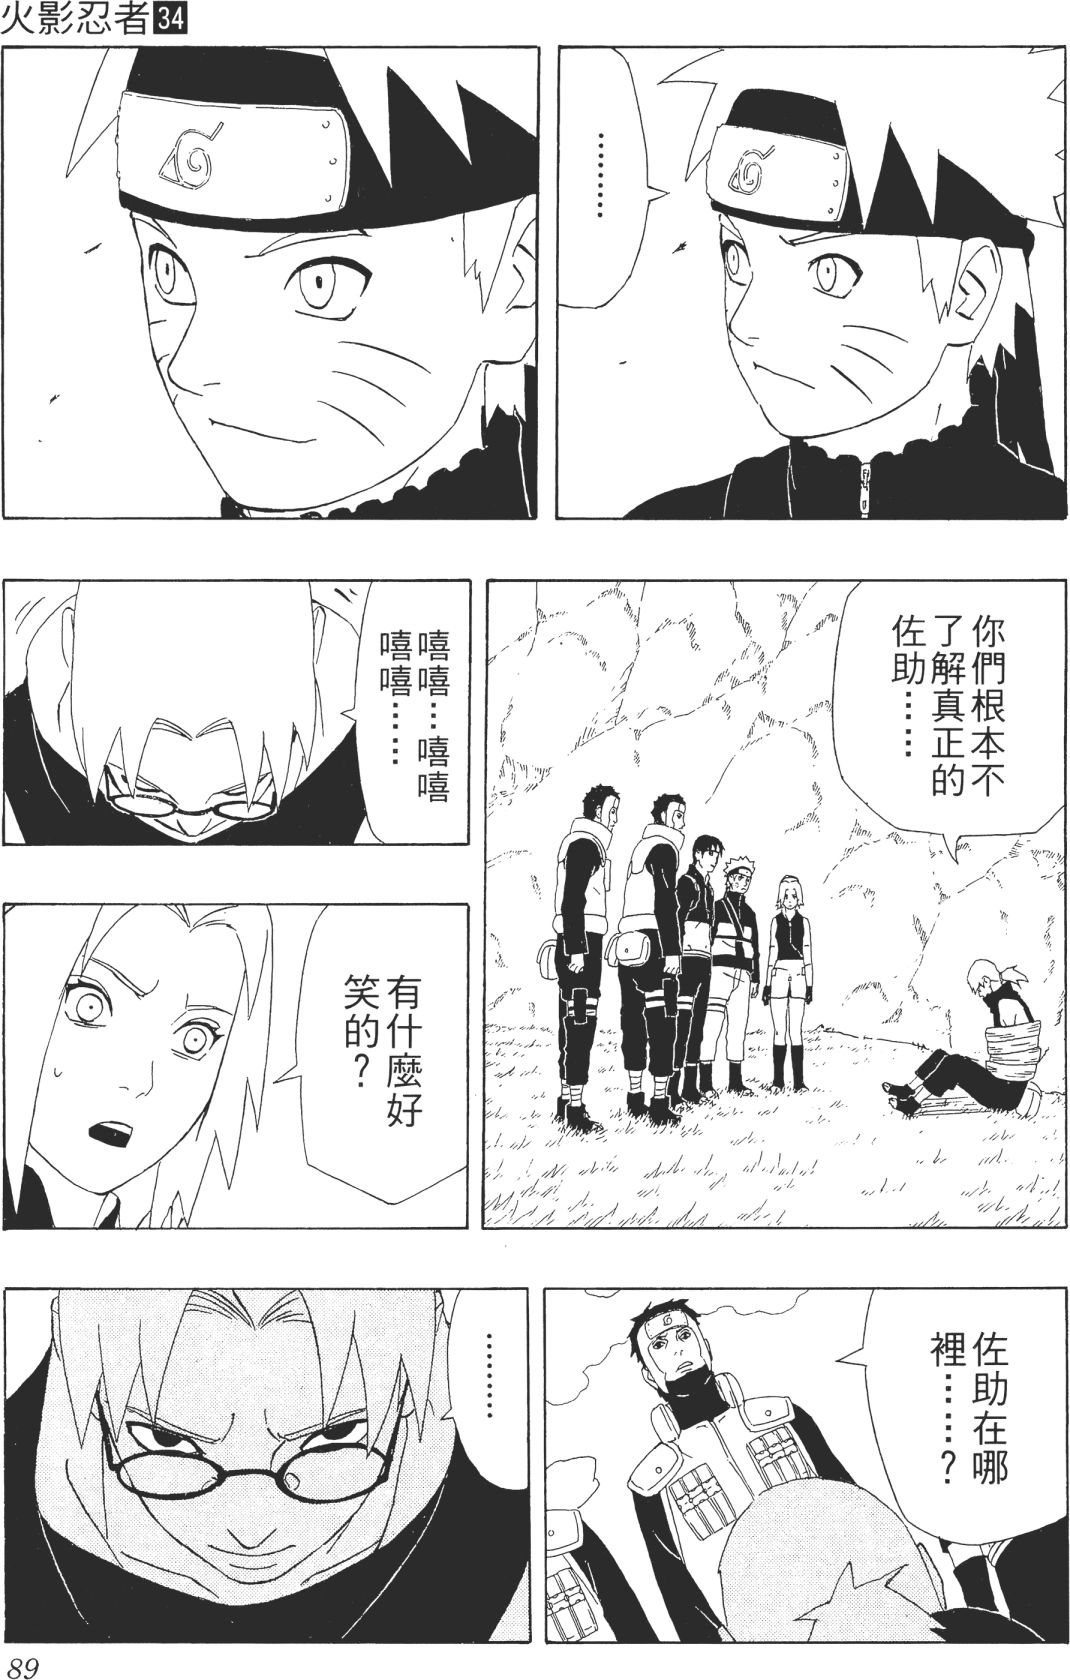 火影忍者34
………
你們根本不
了解真正的
佐助……
嘻嘻…嘻嘻
嘻嘻……
有什麼好
笑的？
佐助在哪
裡……？
………
89